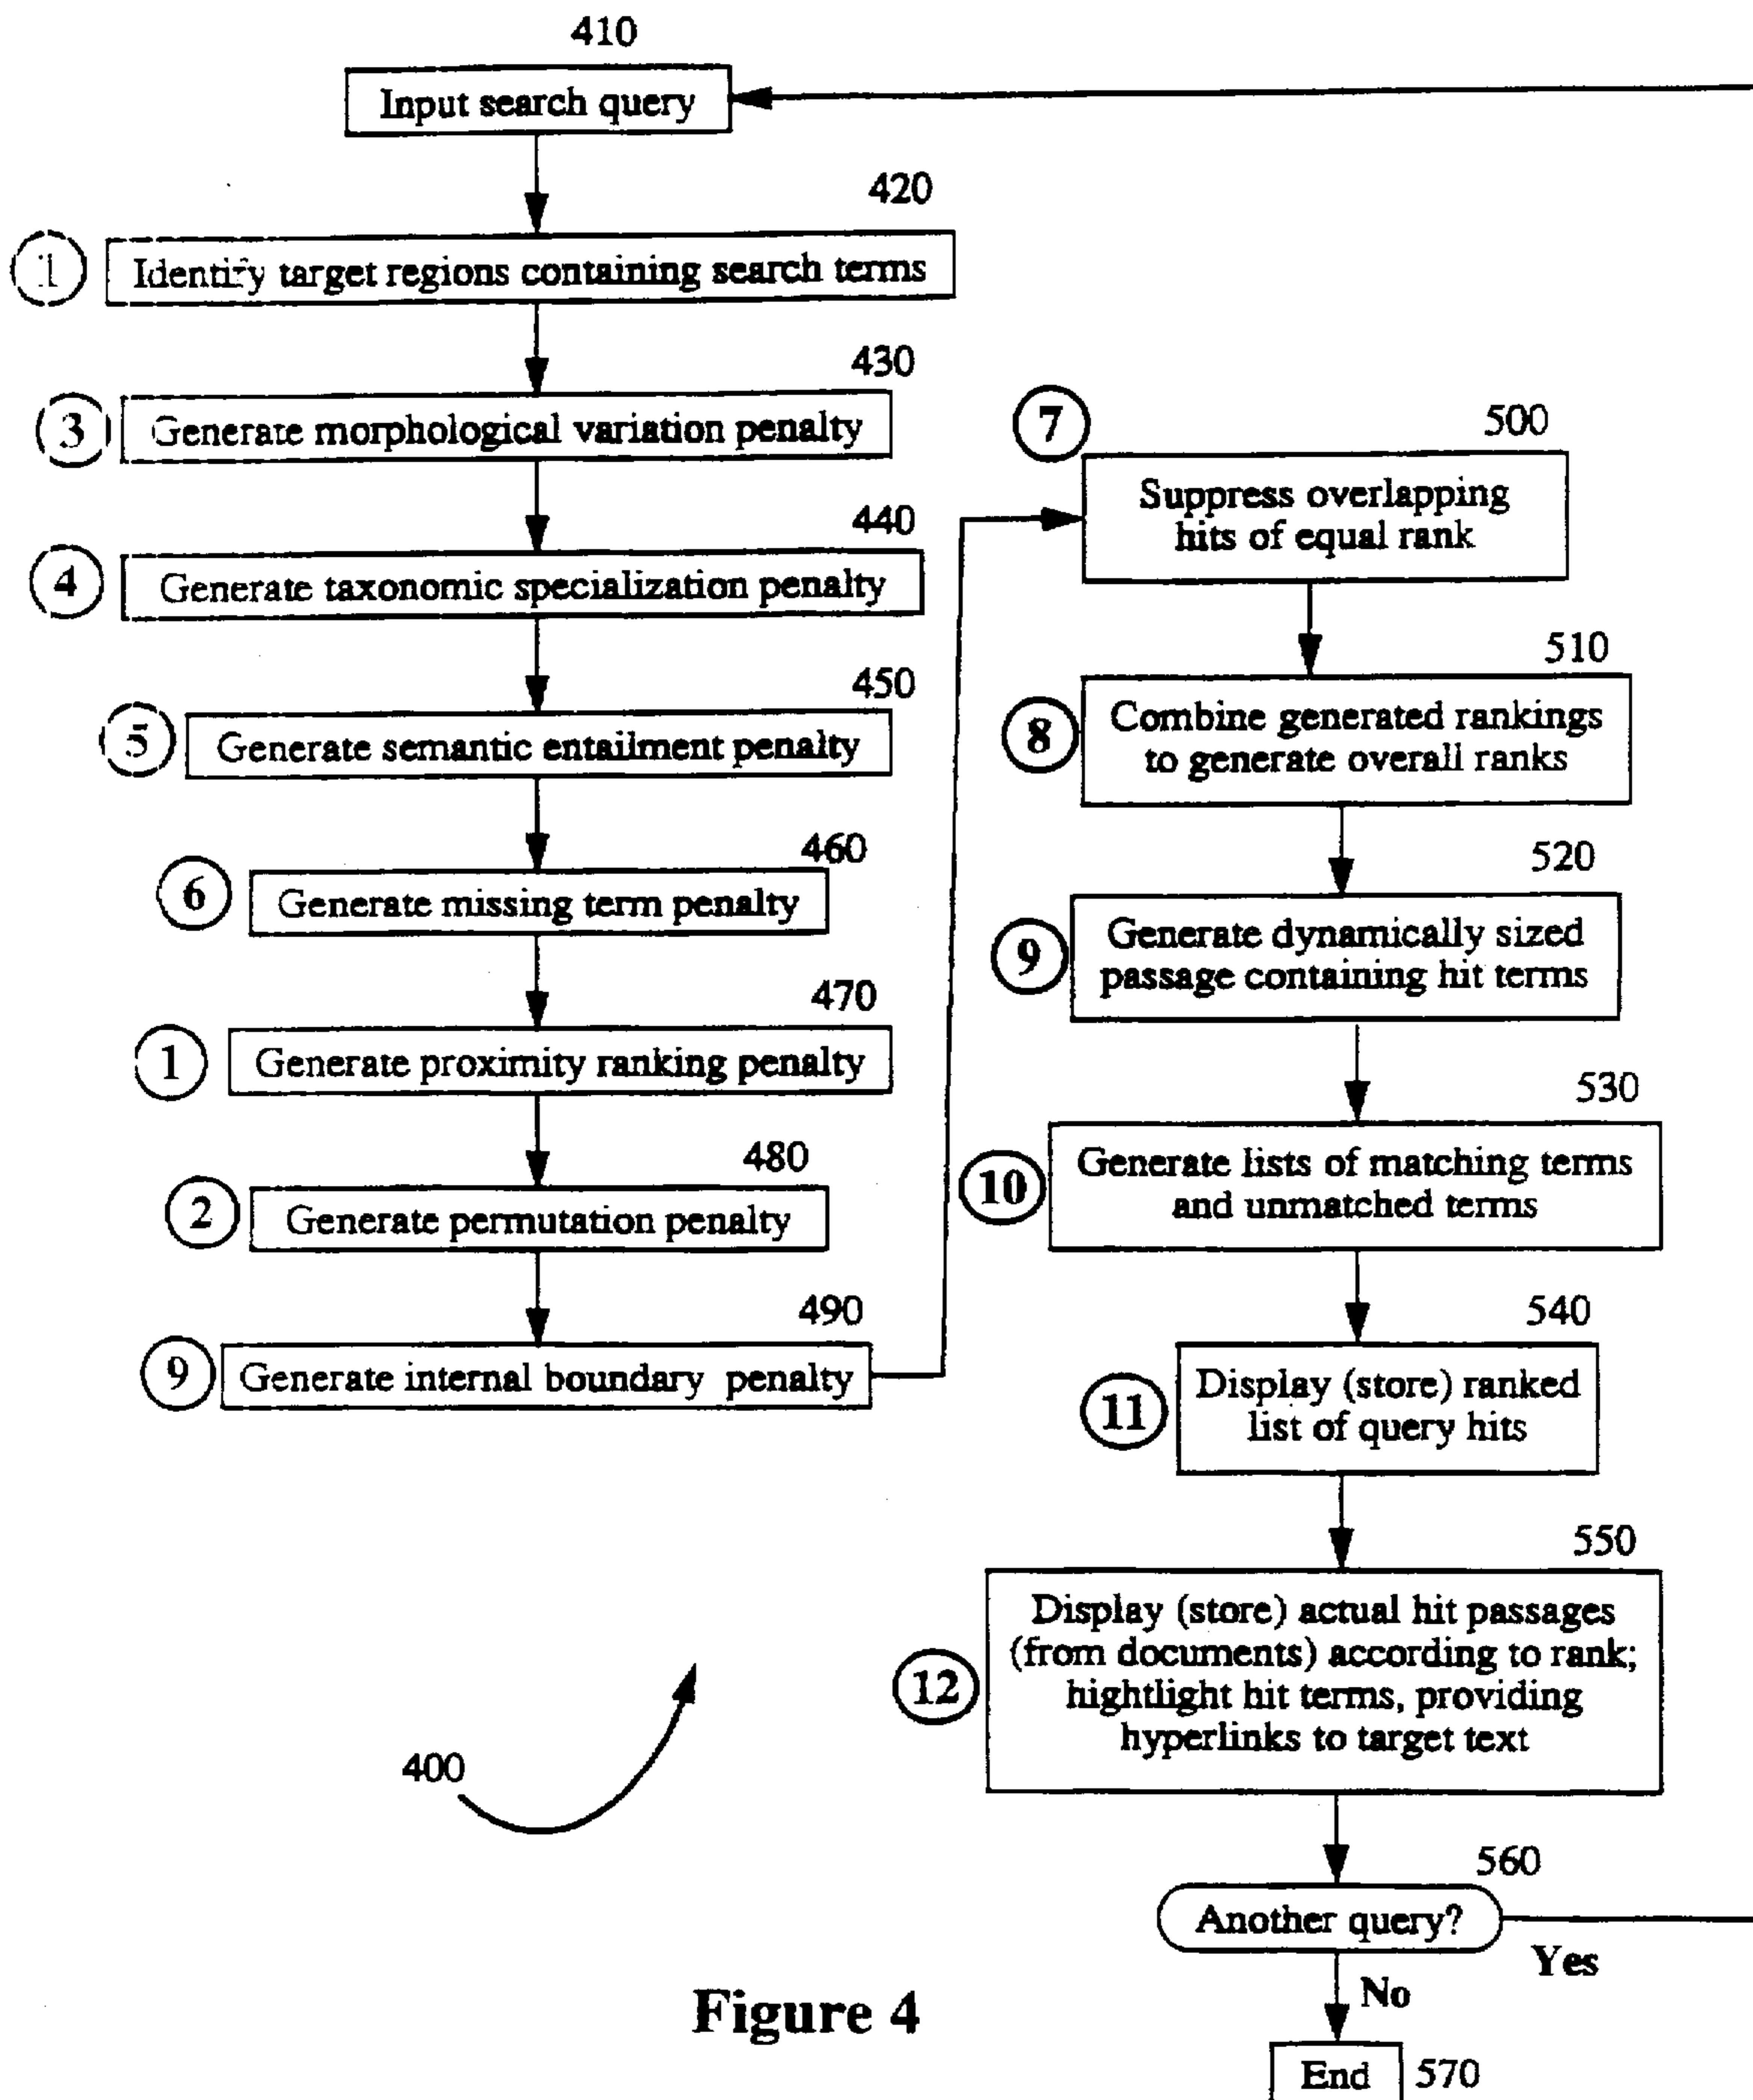 410
Input search query
420
1
Identify target regions containing search terms
430
3
Generate morphological variation penalty
440
4
Generate taxonomic specialization penalty
450
5
Generate semantic entailment penalty
460
6
Generate missing term penalty
470
1
Generate proximity ranking penalty
480
2
Generate permutation penalty
490
9
Generate internal boundary penalty
7
500
Suppress overlapping
hits of equal rank
510
8
Combine generated rankings
to generate overall ranks
520
9
Generate dynamically sized
passage containing hit terms
530
10
Generate lists of matching terms
and unmatched terms
540
11
Display (store) ranked
list of query hits
550
12
Display (store) actual hit passages
(from documents) according to rank;
hightlight hit terms, providing
hyperlinks to target text
560
Another query?
Yes
No
End
570
400
Figure 4